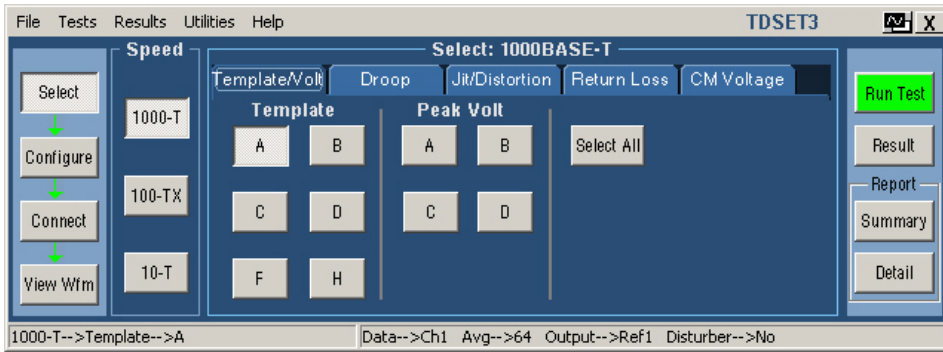 File Tests Results Utilities Help TDSET3 X
Speed
Select: 1000BASE-T
Select
Configure
Connect
View Wfm
1000-T
100-TX
10-T
Template/Volt Droop Jit/Distortion Return Loss CM Voltage
Template Peak Volt
A B A B Select All
C D C D
F H
Run Test
Result
Report
Summary
Detail
1000-T-->Template-->A Data-->Ch1 Avg-->64 Output-->Ref1 Disturber-->No